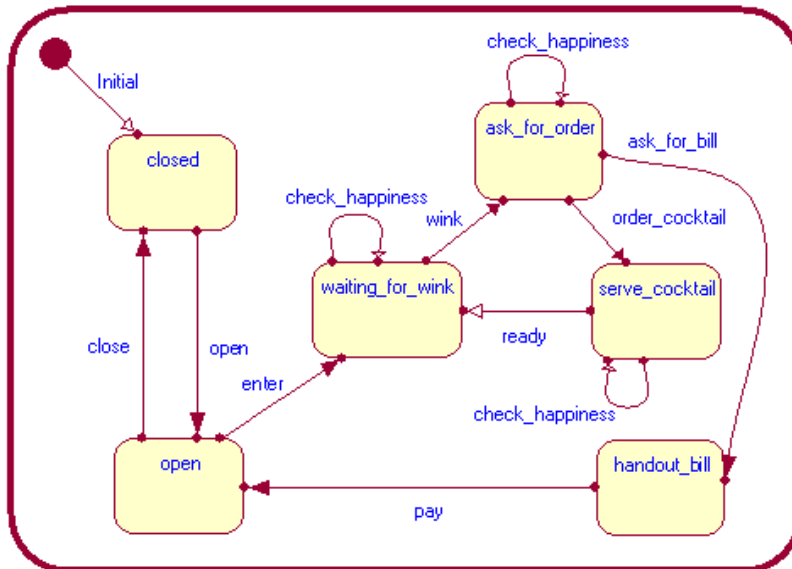 check_happiness
Initial
ask_for_order
ask_for_bill
closed
check_happiness
wink
order_cocktail
waiting_for_wink
serve_cocktail
close
open
ready
enter
check_happiness
open
handout_bill
pay